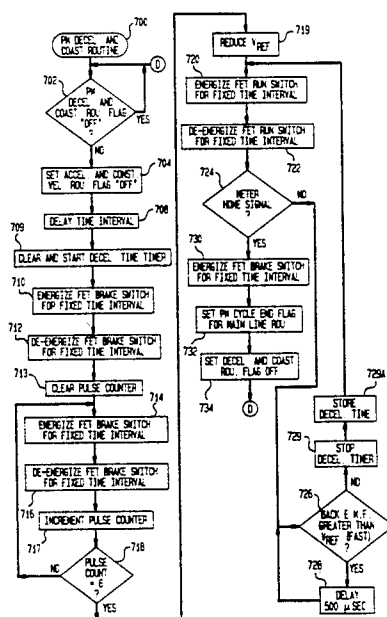 700
PM DECEL AND
COAST ROUTINE
D
702
PM
DECEL AND
COAST ROU. FLAG
"OFF"
?
YES
NO
704
SET ACCEL. AND CONST.
VEL. ROU. FLAG "OFF"
708
DELAY TIME INTERVAL
709
CLEAR AND START DECEL TIME TIMER
710
ENERGIZE FET BRAKE SWITCH
FOR FIXED TIME INTERVAL
712
DE-ENERGIZE FET BRAKE SWITCH
FOR FIXED TIME INTERVAL
713
CLEAR PULSE COUNTER
714
ENERGIZE FET BRAKE SWITCH
FOR FIXED TIME INTERVAL
DE-ENERGIZE FET BRAKE SWITCH
FOR FIXED TIME INTERVAL
716
INCREMENT PULSE COUNTER
717
718
PULSE
COUNT
= 6
?
NO
YES
719
REDUCE VREF
720
ENERGIZE FET RUN SWITCH
FOR FIXED TIME INTERVAL
DE-ENERGIZE FET RUN SWITCH
FOR FIXED TIME INTERVAL
722
724
METER
HOME SIGNAL
?
NO
YES
730
ENERGIZE FET BRAKE SWITCH
FOR FIXED TIME INTERVAL
SET PM CYCLE END FLAG
FOR MAIN LINE ROU.
732
SET DECEL AND COAST
ROU. FLAG OFF
734
D
729A
STORE
DECEL TIME
729
STOP
DECEL TIMER
NO
726
BACK E.M.F.
GREATER THAN
VREF (FAST)
?
YES
728
DELAY
500 µSEC